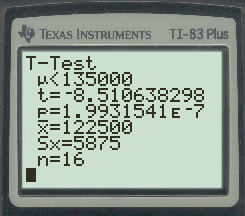 TEXAS INSTRUMENTS TI-83 Plus
T-Test
μ<135000
t=-8.510638298
p=1.9931541ᴇ-7
x̄=122500
Sx=5875
n=16